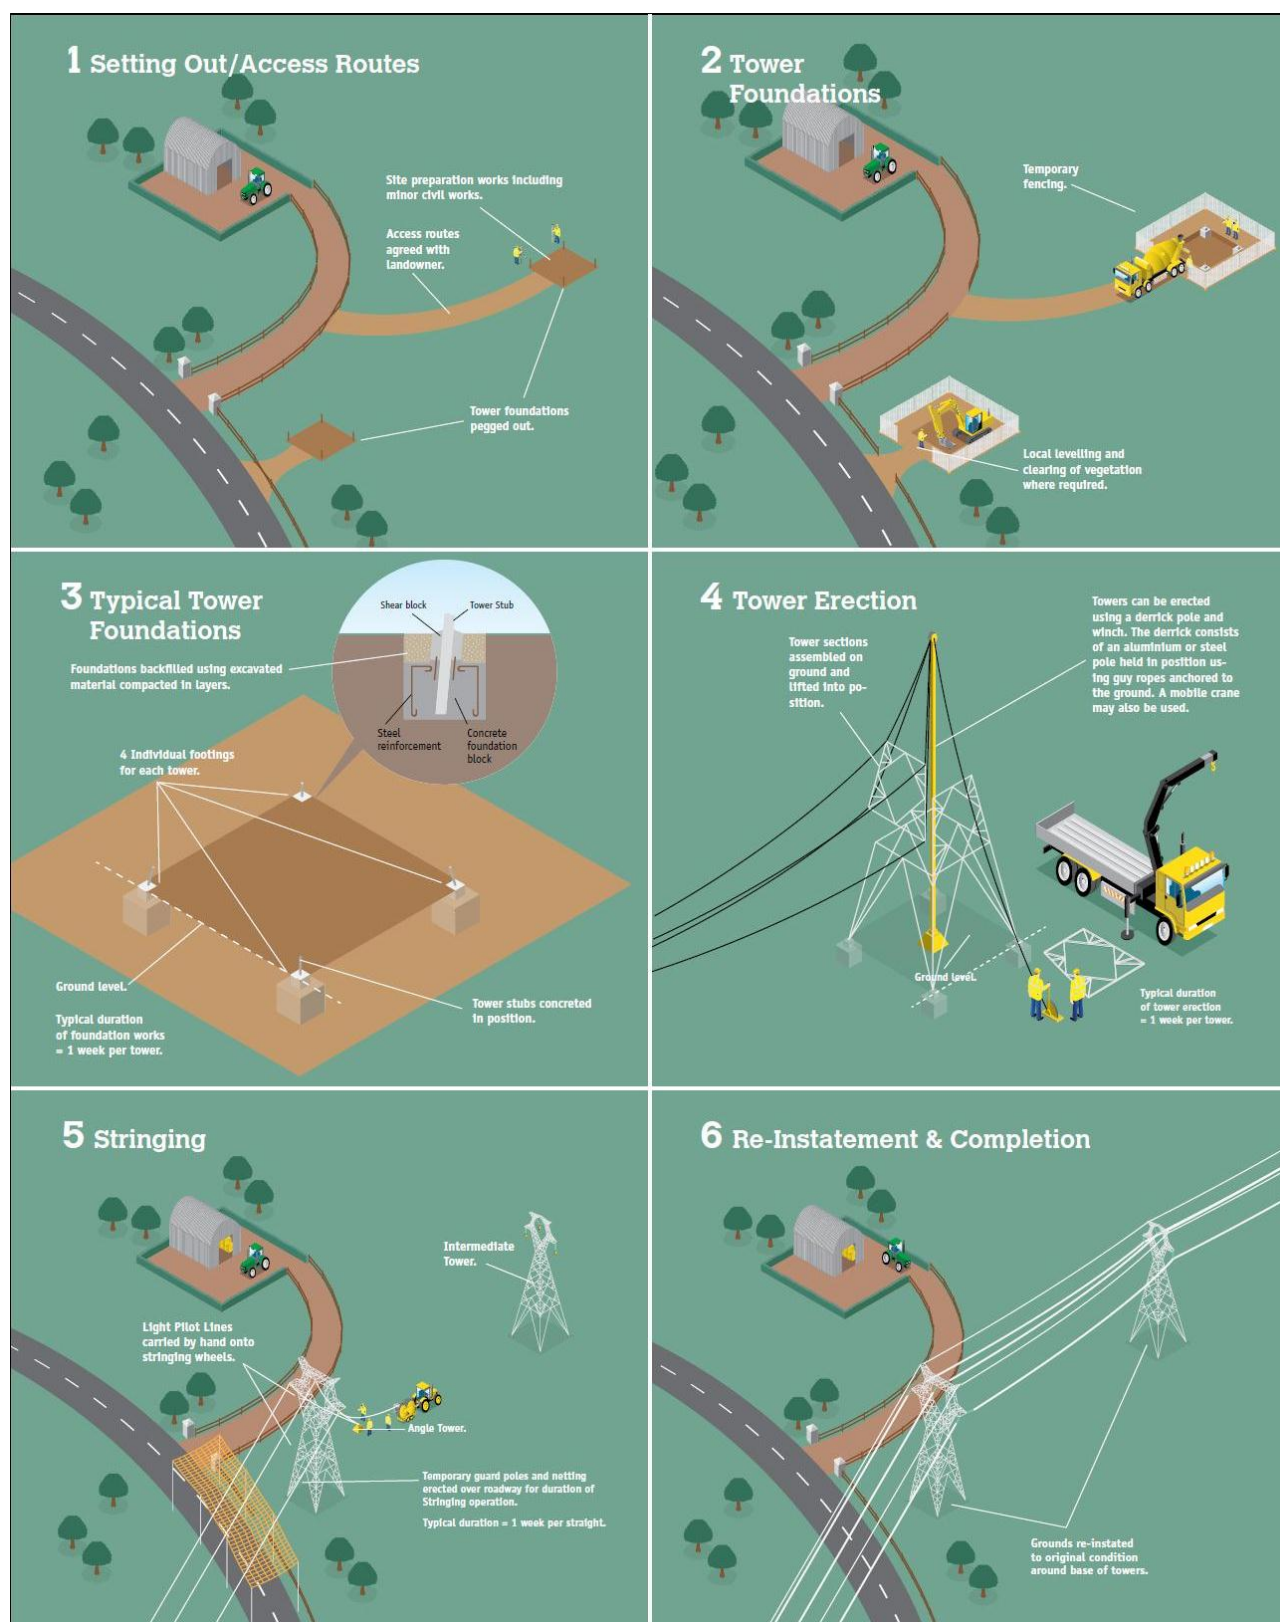 1 Setting Out/Access Routes
Site preparation works including
minor civil works.
Access routes
agreed with
landowner.
Tower foundations
pegged out.
2 Tower
Foundations
Temporary
fencing.
Local levelling and
clearing of vegetation
where required.
3 Typical Tower
Foundations
Shear block
Tower Stub
Foundations backfilled using excavated
material compacted in layers.
Steel
reinforcement
Concrete
foundation
block
4 Individual footings
for each tower.
Ground level.
Typical duration
of foundation works
= 1 week per tower.
Tower stubs concreted
in position.
4 Tower Erection
Tower sections
assembled on
ground and
lifted into po-
sition.
Towers can be erected
using a derrick pole and
winch. The derrick consists
of an aluminium or steel
pole held in position us-
ing guy ropes anchored to
the ground. A mobile crane
may also be used.
Ground level.
Typical duration
of tower erection
= 1 week per tower.
5 Stringing
Intermediate
Tower.
Light Pilot Lines
carried by hand onto
stringing wheels.
Angle Tower.
Temporary guard poles and netting
erected over roadway for duration of
Stringing operation.
Typical duration = 1 week per straight.
6 Re-Instatement & Completion
Grounds re-instated
to original condition
around base of towers.